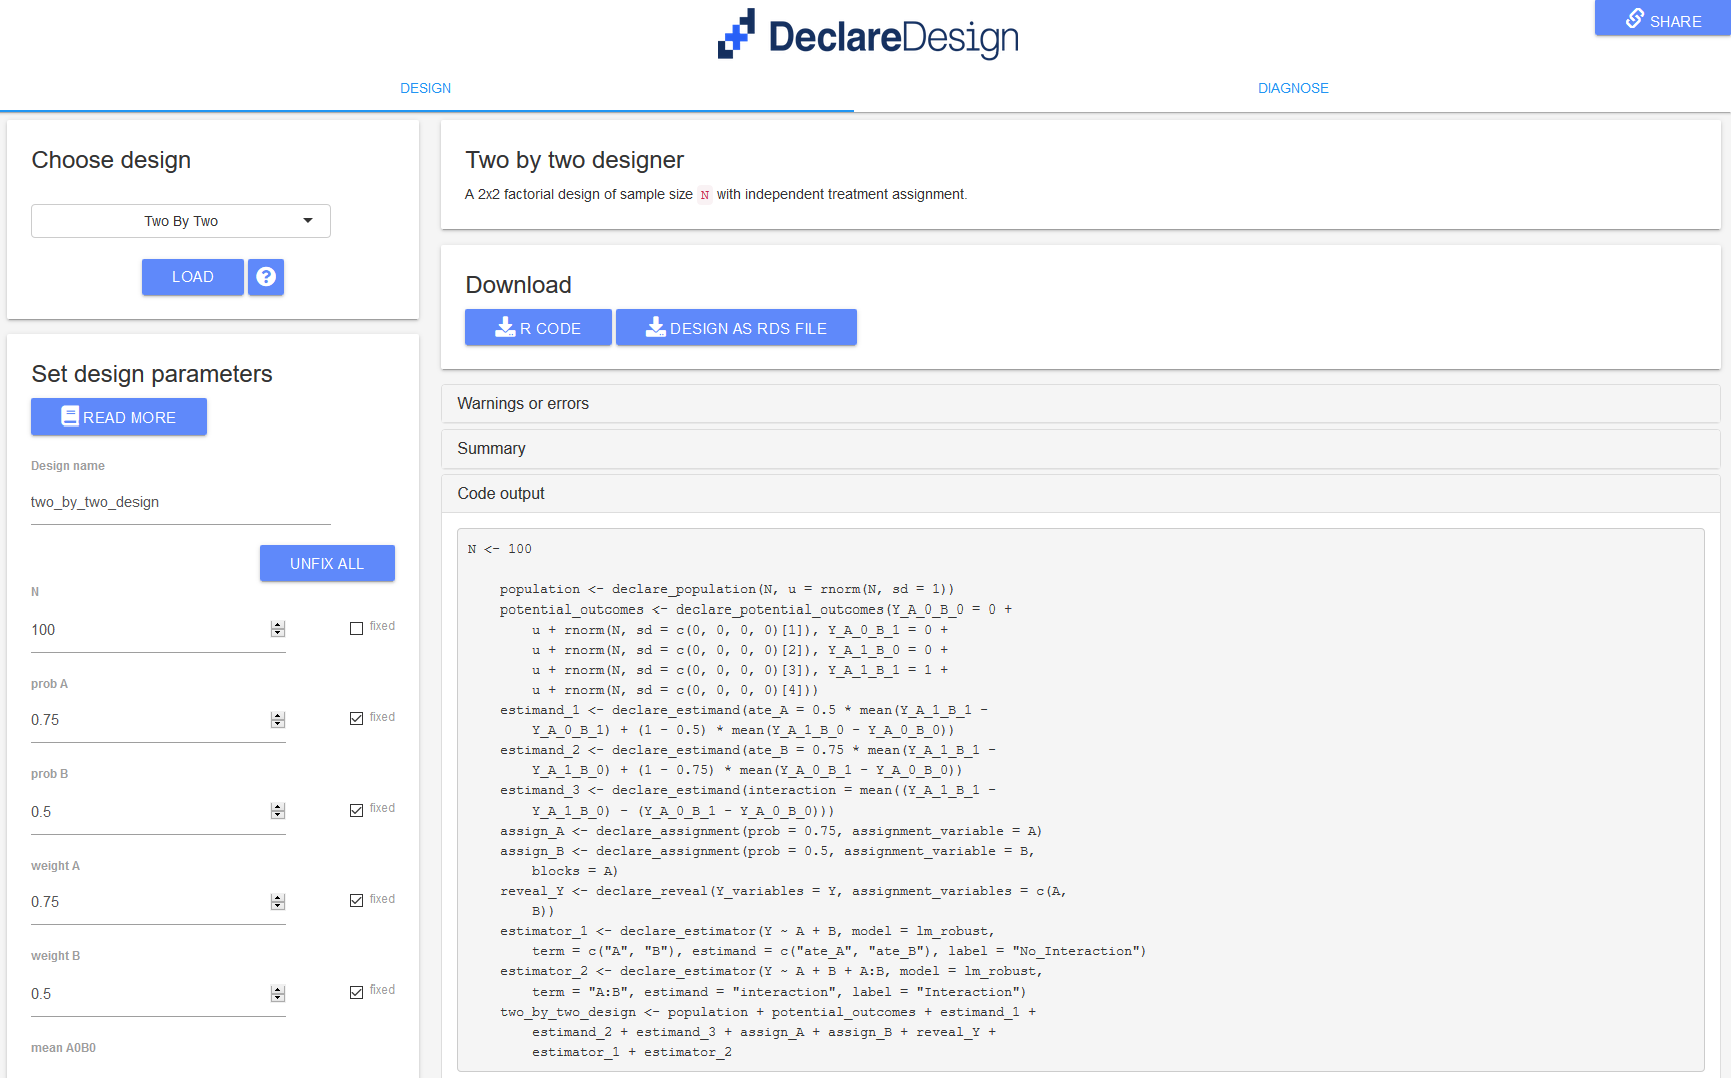 DeclareDesign
SHARE
DESIGN
DIAGNOSE
Choose design
Two By Two
LOAD
?
Set design parameters
READ MORE
Design name
two_by_two_design
UNFIX ALL
N
100
fixed
prob A
0.75
fixed
prob B
0.5
fixed
weight A
0.75
fixed
weight B
0.5
fixed
mean A0B0
Two by two designer
A 2x2 factorial design of sample size N with independent treatment assignment.
Download
R CODE
DESIGN AS RDS FILE
Warnings or errors
Summary
Code output
N <- 100
population <- declare_population(N, u = rnorm(N, sd = 1))
potential_outcomes <- declare_potential_outcomes(Y_A_0_B_0 = 0 +
u + rnorm(N, sd = c(0, 0, 0, 0)[1]), Y_A_0_B_1 = 0 +
u + rnorm(N, sd = c(0, 0, 0, 0)[2]), Y_A_1_B_0 = 0 +
u + rnorm(N, sd = c(0, 0, 0, 0)[3]), Y_A_1_B_1 = 1 +
u + rnorm(N, sd = c(0, 0, 0, 0)[4]))
estimand_1 <- declare_estimand(ate_A = 0.5 * mean(Y_A_1_B_1 -
Y_A_0_B_1) + (1 - 0.5) * mean(Y_A_1_B_0 - Y_A_0_B_0))
estimand_2 <- declare_estimand(ate_B = 0.75 * mean(Y_A_1_B_1 -
Y_A_1_B_0) + (1 - 0.75) * mean(Y_A_0_B_1 - Y_A_0_B_0))
estimand_3 <- declare_estimand(interaction = mean((Y_A_1_B_1 -
Y_A_1_B_0) - (Y_A_0_B_1 - Y_A_0_B_0)))
assign_A <- declare_assignment(prob = 0.75, assignment_variable = A)
assign_B <- declare_assignment(prob = 0.5, assignment_variable = B,
blocks = A)
reveal_Y <- declare_reveal(Y_variables = Y, assignment_variables = c(A,
B))
estimator_1 <- declare_estimator(Y ~ A + B, model = lm_robust,
term = c("A", "B"), estimand = c("ate_A", "ate_B"), label = "No_Interaction")
estimator_2 <- declare_estimator(Y ~ A + B + A:B, model = lm_robust,
term = "A:B", estimand = "interaction", label = "Interaction")
two_by_two_design <- population + potential_outcomes + estimand_1 +
estimand_2 + estimand_3 + assign_A + assign_B + reveal_Y +
estimator_1 + estimator_2